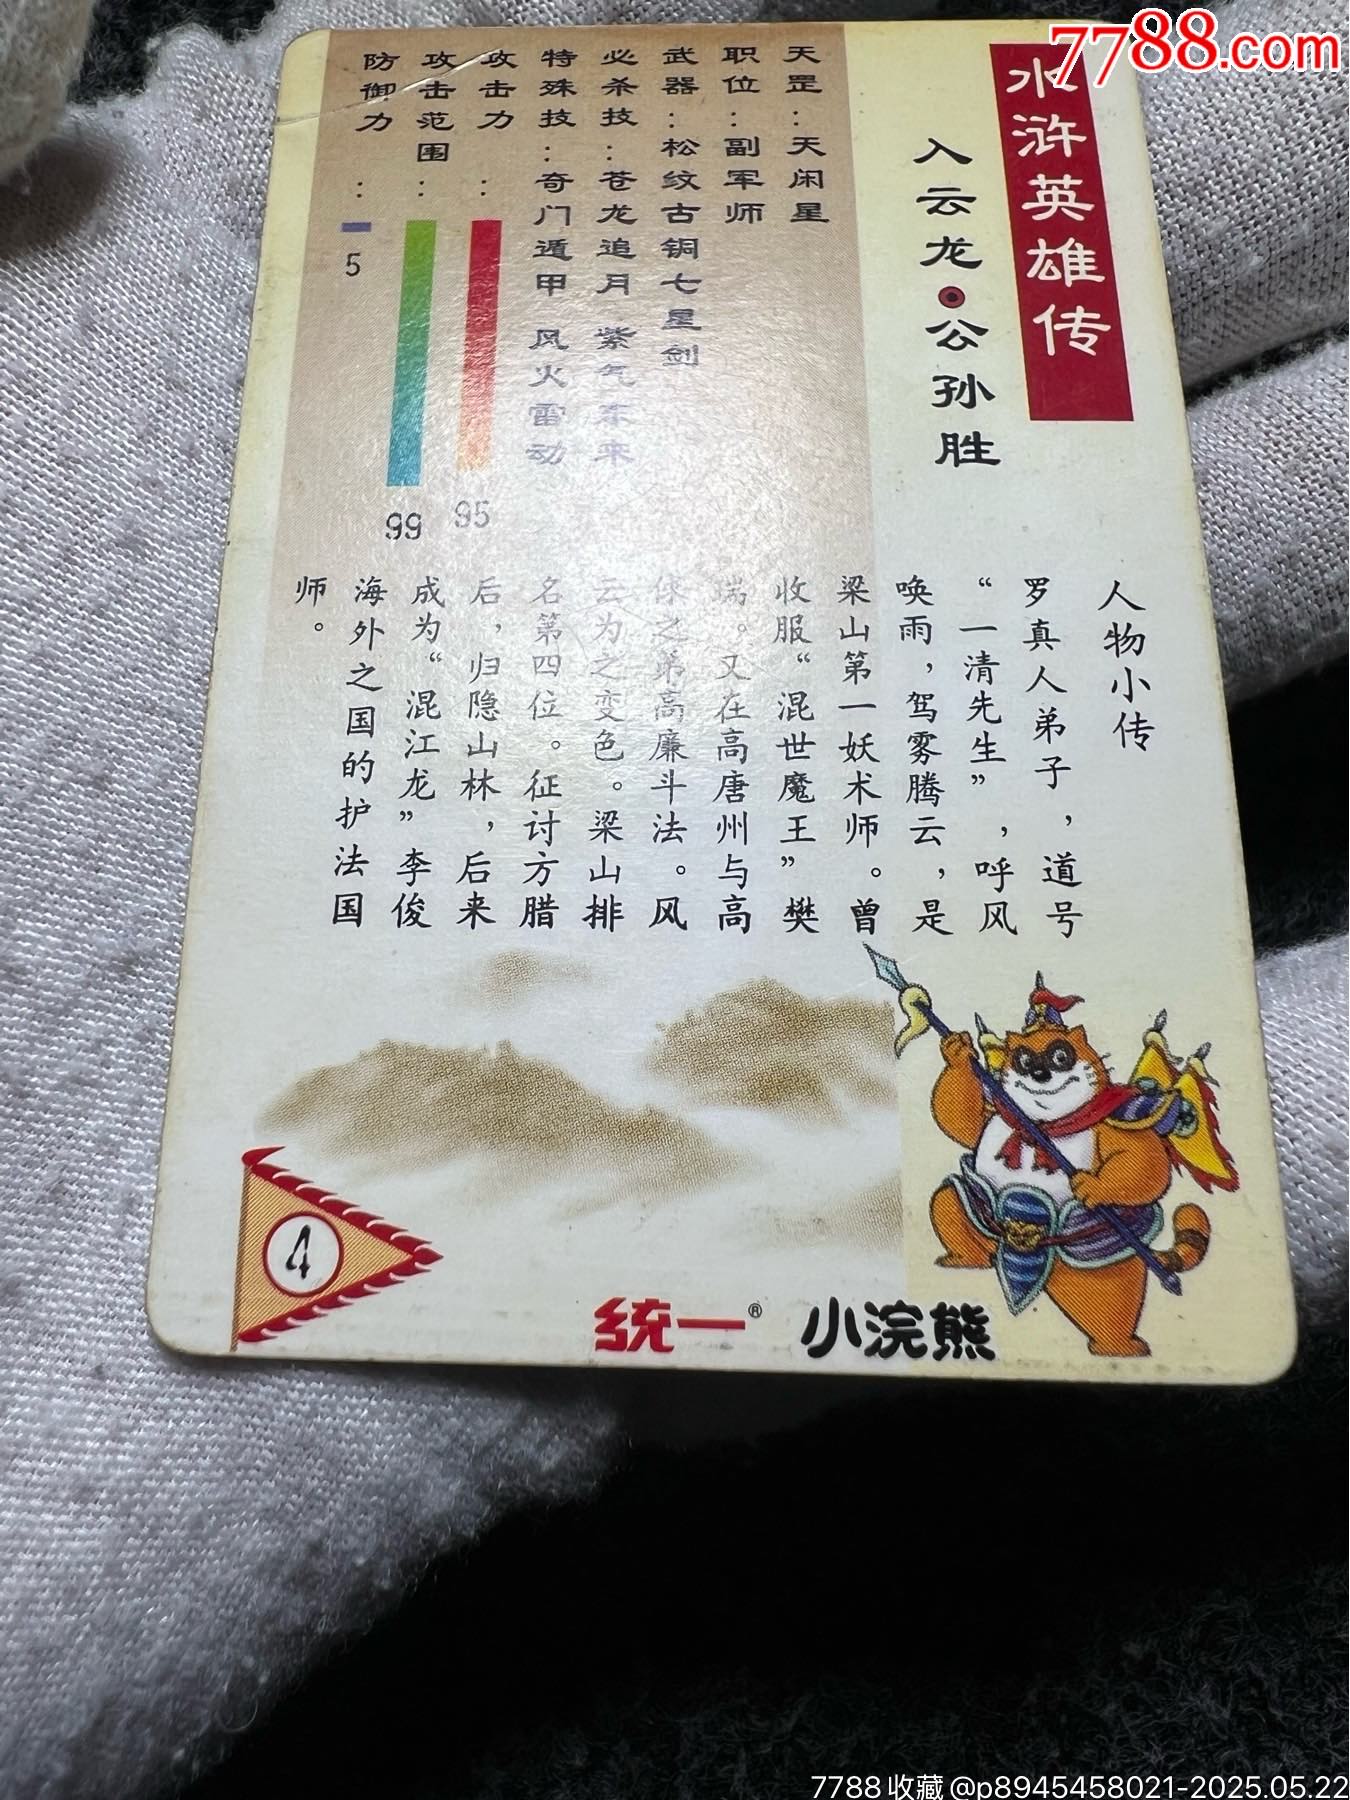 7788.com
水浒英雄传
入云龙·公孙胜
天罡：天闲星
职位：副军师
武器：松纹古铜七星剑
必杀技：苍龙追月 紫气东来
特殊技：奇门遁甲 风火雷动
攻击力：95
攻击范围：99
防御力：5
人物小传
罗真人弟子，道号
“一清先生”，呼风
唤雨，驾雾腾云，是
梁山第一妖术师。曾
收服“混世魔王”樊
瑞。又在高唐州与高
俅之弟高廉斗法。风
云为之变色。梁山排
名第四位。征讨方腊
后，归隐山林，后来
成为“混江龙”李俊
海外之国的护法国
师。
4
统一® 小浣熊
7788收藏@p8945458021-2025.05.22